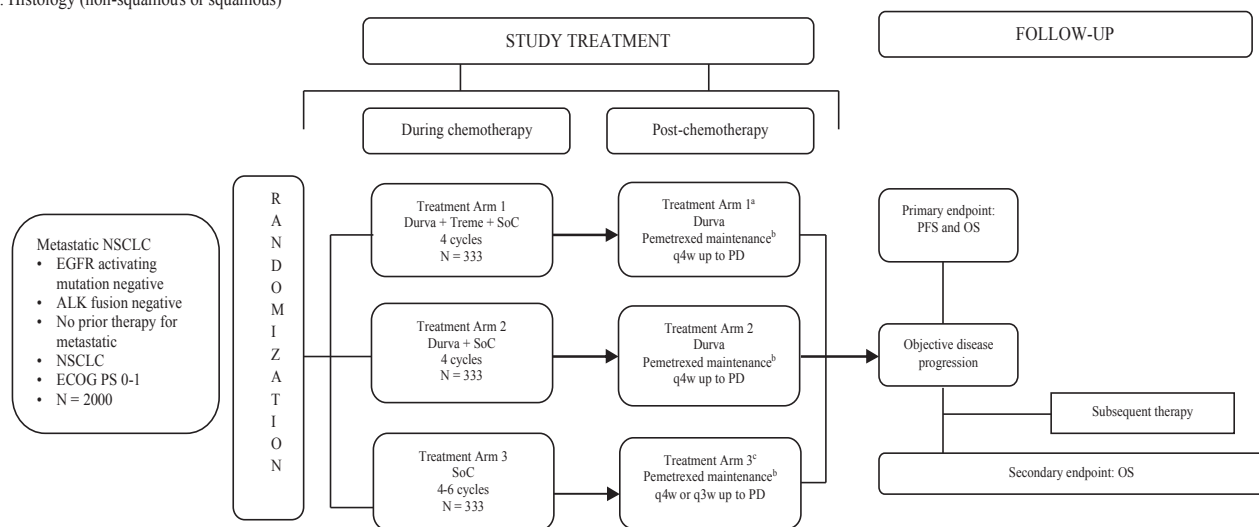 . Histology (non-squamous or squamous)
STUDY TREATMENT
FOLLOW-UP
During chemotherapy
Post-chemotherapy
RANDOMIZATION
Metastatic NSCLC
• EGFR activating
mutation negative
• ALK fusion negative
• No prior therapy for
metastatic
• NSCLC
• ECOG PS 0-1
• N = 2000
Treatment Arm 1
Durva + Treme + SoC
4 cycles
N = 333
Treatment Arm 1ᵃ
Durva
Pemetrexed maintenanceᵇ
q4w up to PD
Treatment Arm 2
Durva + SoC
4 cycles
N = 333
Treatment Arm 2
Durva
Pemetrexed maintenanceᵇ
q4w up to PD
Treatment Arm 3
SoC
4-6 cycles
N = 333
Treatment Arm 3ᶜ
Pemetrexed maintenanceᵇ
q4w or q3w up to PD
Primary endpoint:
PFS and OS
Objective disease
progression
Subsequent therapy
Secondary endpoint: OS